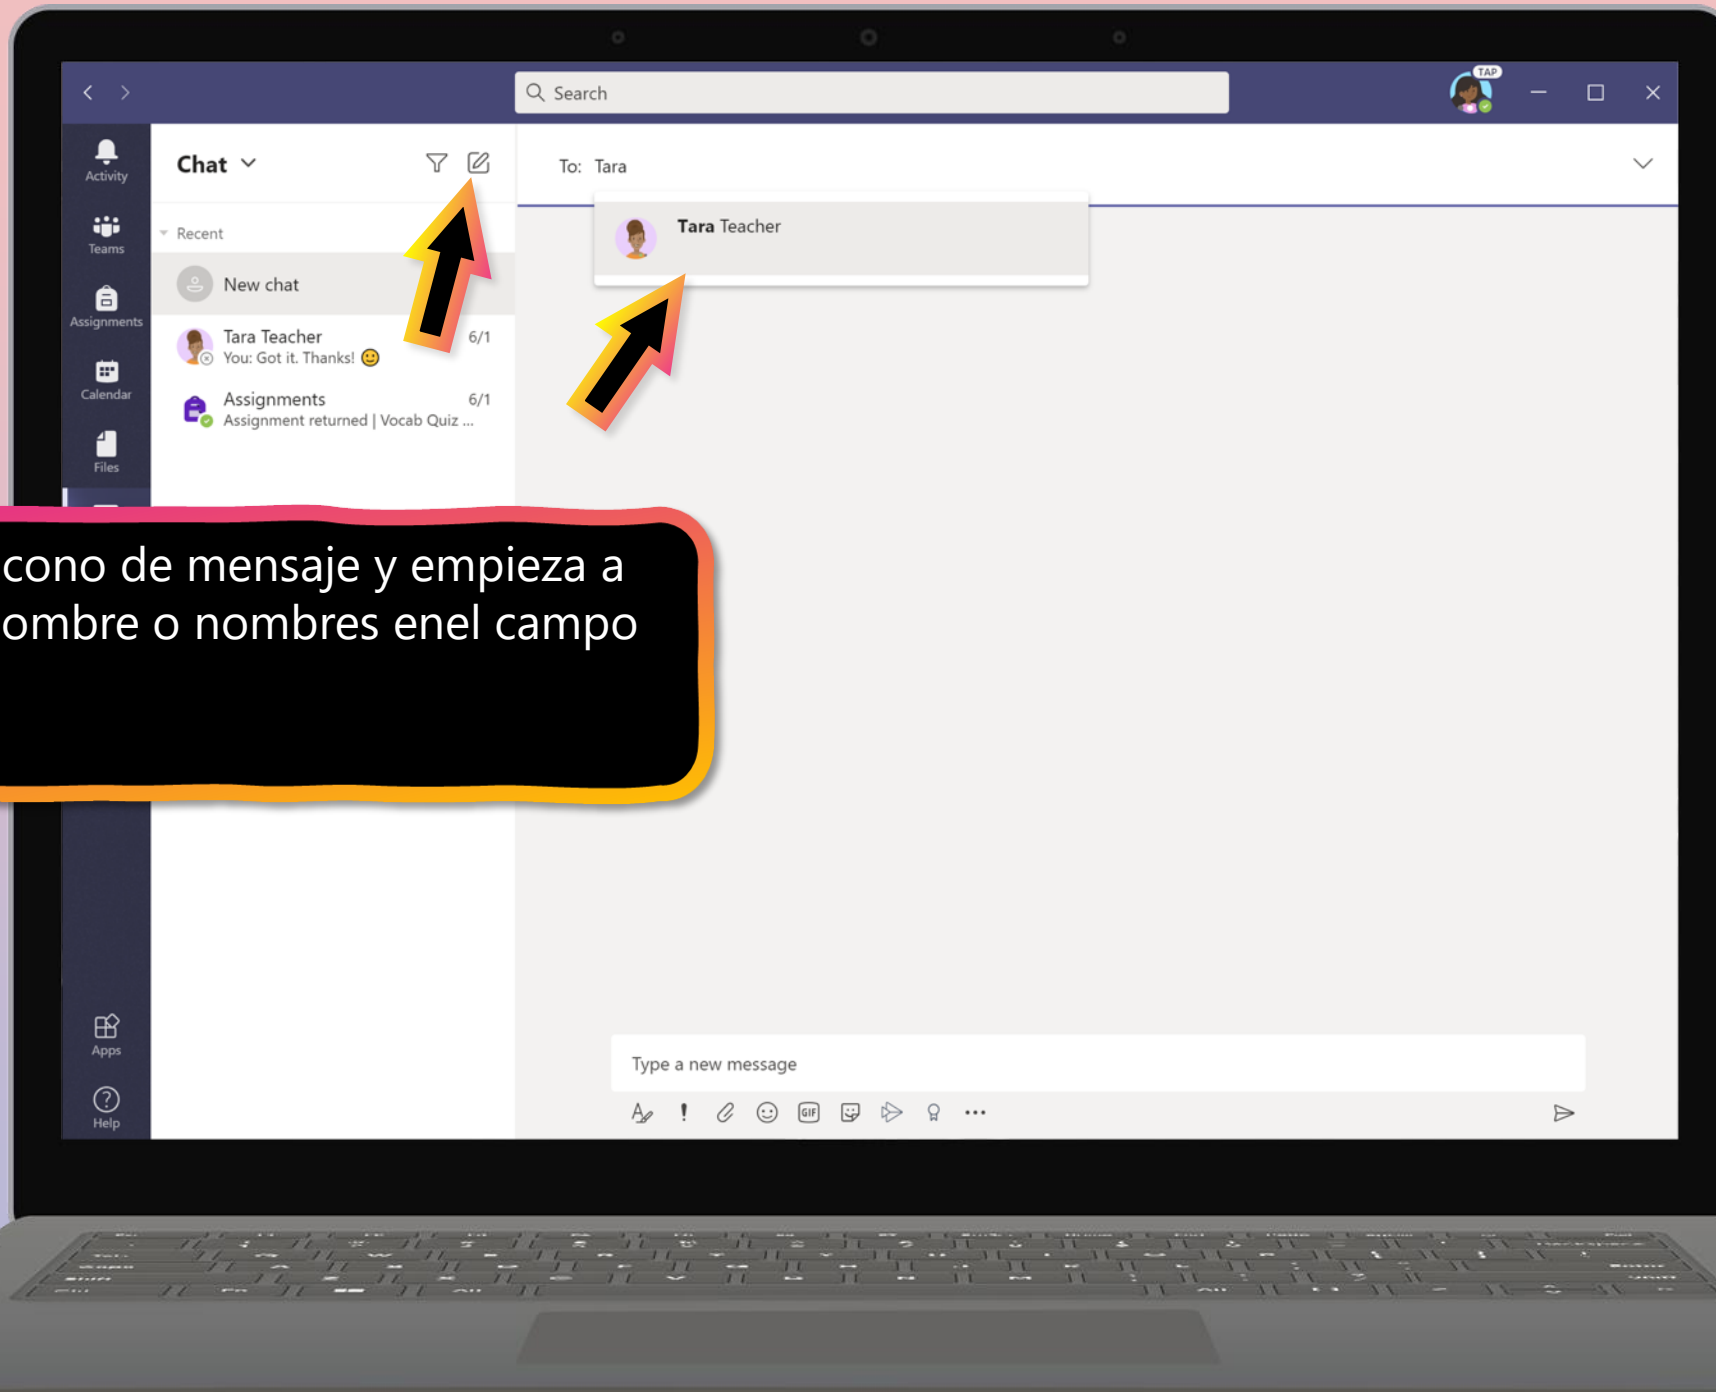 TAP
Search
Activity
Teams
Assignments
Calendar
Files
Apps
Help
Chat
Recent
New chat
Tara Teacher 6/1
You: Got it. Thanks!
Assignments 6/1
Assignment returned | Vocab Quiz ...
To: Tara
Tara Teacher
cono de mensaje y empieza a
ombre o nombres enel campo
Type a new message
GIF